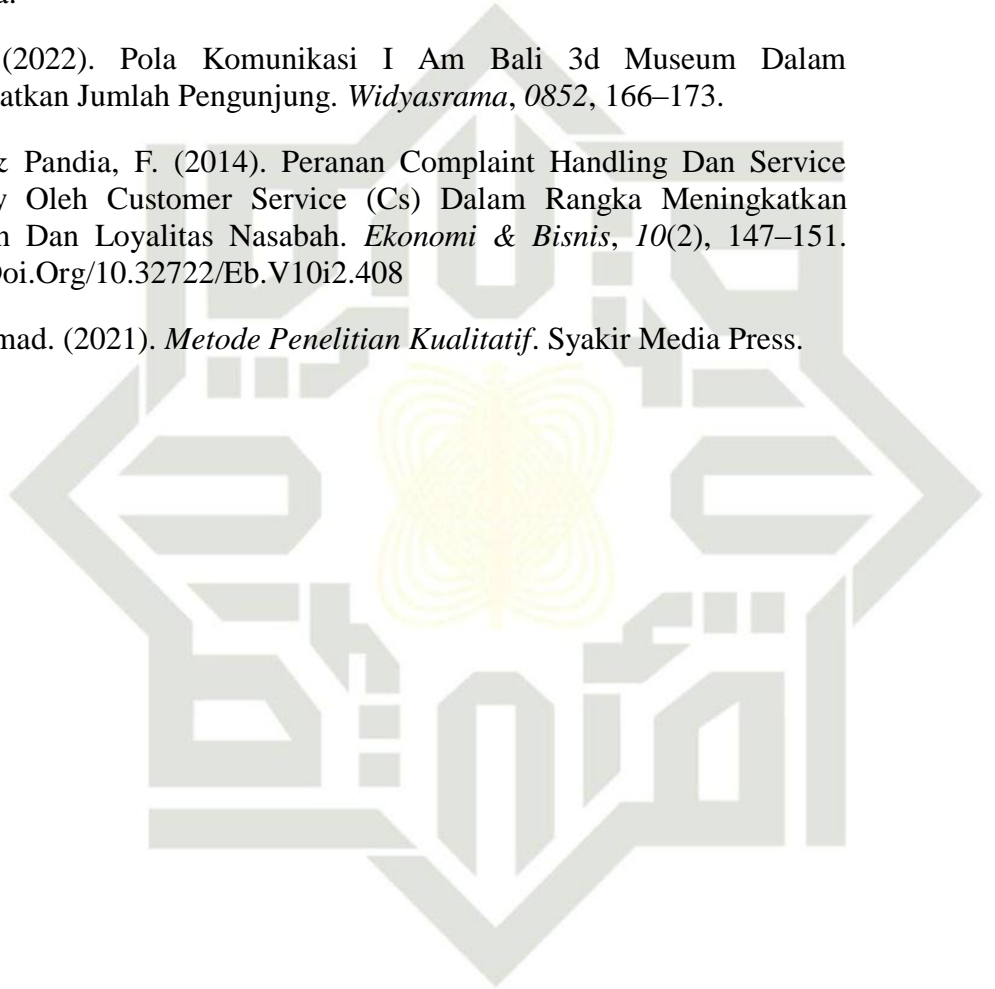 a.
(2022). Pola Komunikasi I Am Bali 3d Museum Dalam
atkan Jumlah Pengunjung. Widyasrama, 0852, 166–173.
& Pandia, F. (2014). Peranan Complaint Handling Dan Service
y Oleh Customer Service (Cs) Dalam Rangka Meningkatkan
n Dan Loyalitas Nasabah. Ekonomi & Bisnis, 10(2), 147–151.
Doi.Org/10.32722/Eb.V10i2.408
mad. (2021). Metode Penelitian Kualitatif. Syakir Media Press.